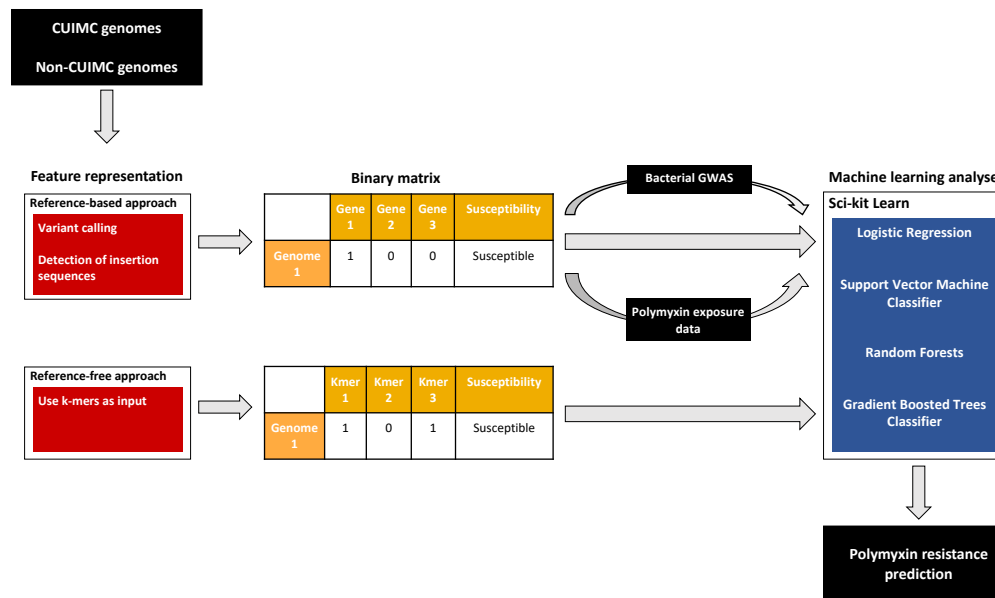 CUIMC genomes
Non-CUIMC genomes
Feature representation
Reference-based approach
Variant calling
Detection of insertion
sequences
Binary matrix
Gene
1
Gene
2
Gene
3
Susceptibility
Genome
1
1
0
0
Susceptible
Bacterial GWAS
Polymyxin exposure
data
Reference-free approach
Use k-mers as input
Kmer
1
Kmer
2
Kmer
3
Susceptibility
Genome
1
1
0
1
Susceptible
Machine learning analyse
Sci-kit Learn
Logistic Regression
Support Vector Machine
Classifier
Random Forests
Gradient Boosted Trees
Classifier
Polymyxin resistance
prediction